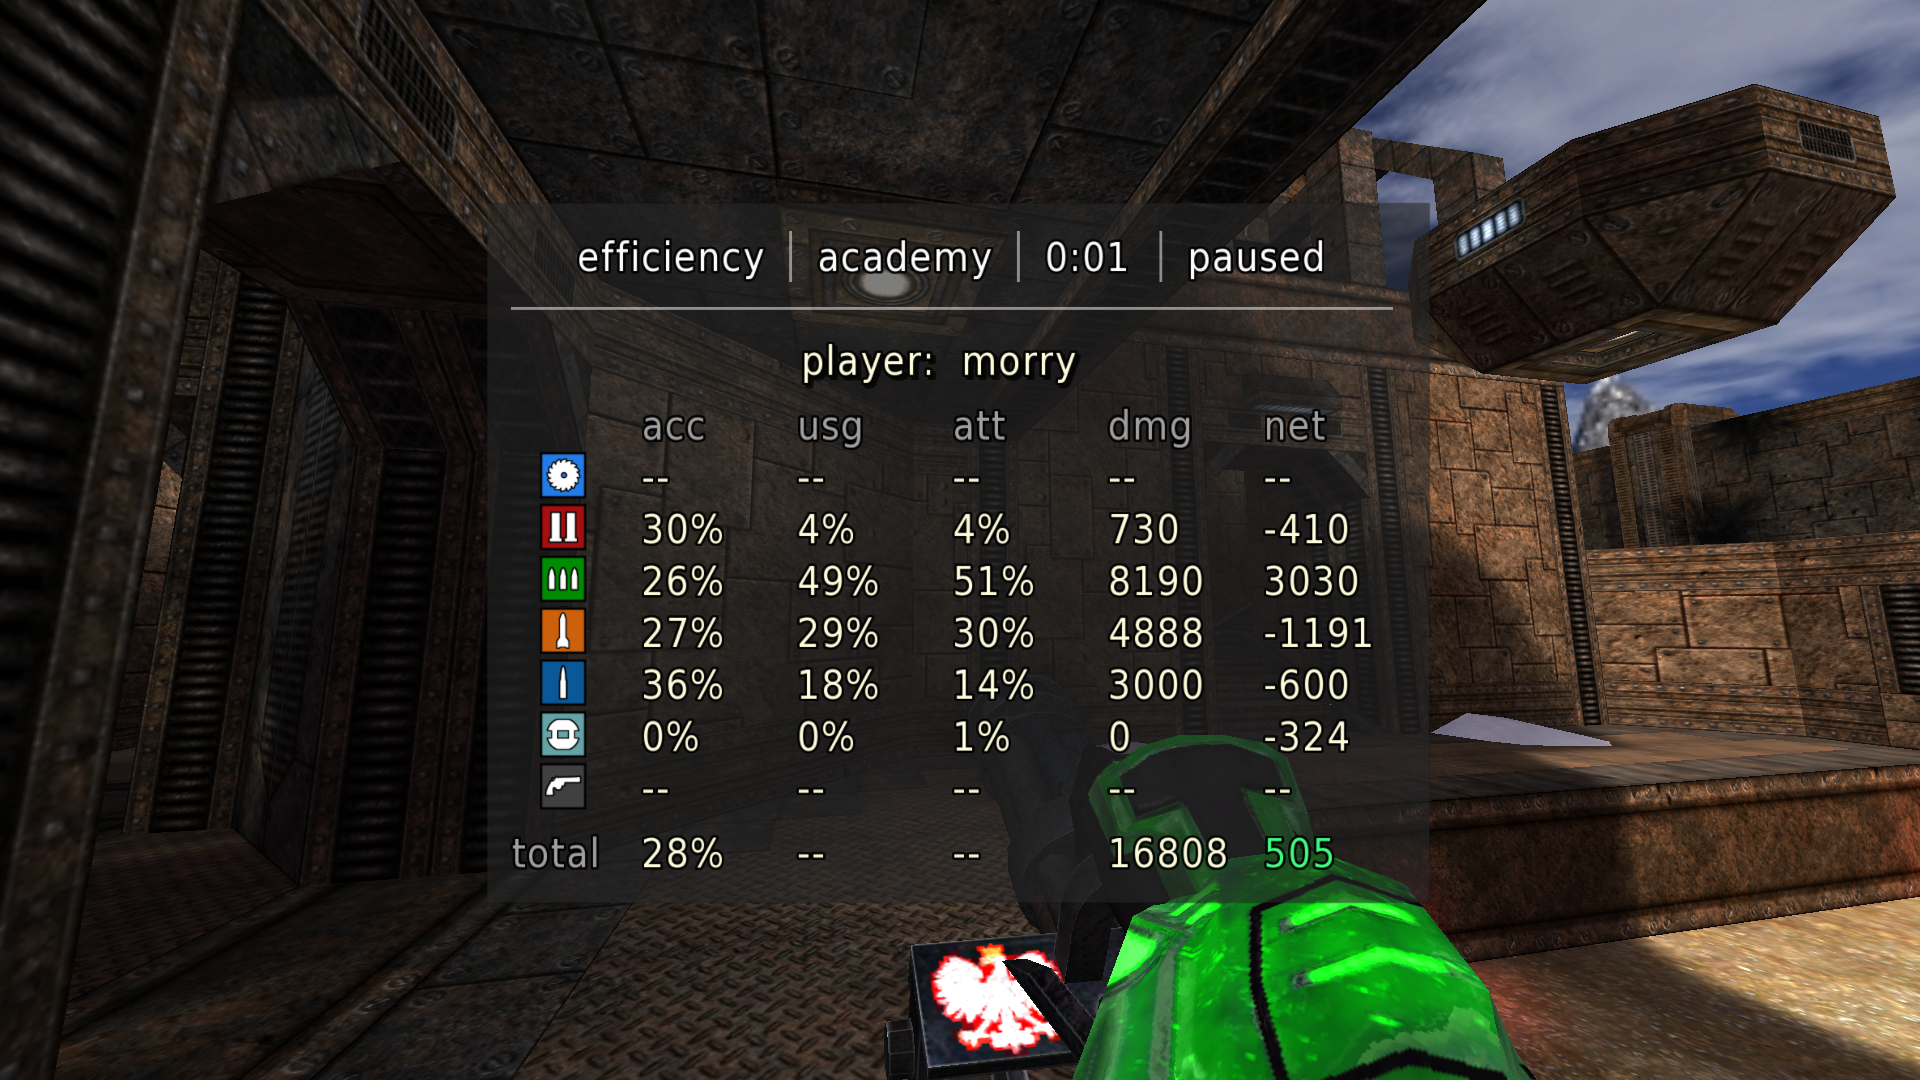 efficiency | academy | 0:01 | paused
player: morry
acc usg att dmg net
-- -- -- -- --
30% 4% 4% 730 -410
26% 49% 51% 8190 3030
27% 29% 30% 4888 -1191
36% 18% 14% 3000 -600
0% 0% 1% 0 -324
-- -- -- -- --
total 28% -- -- 16808 505